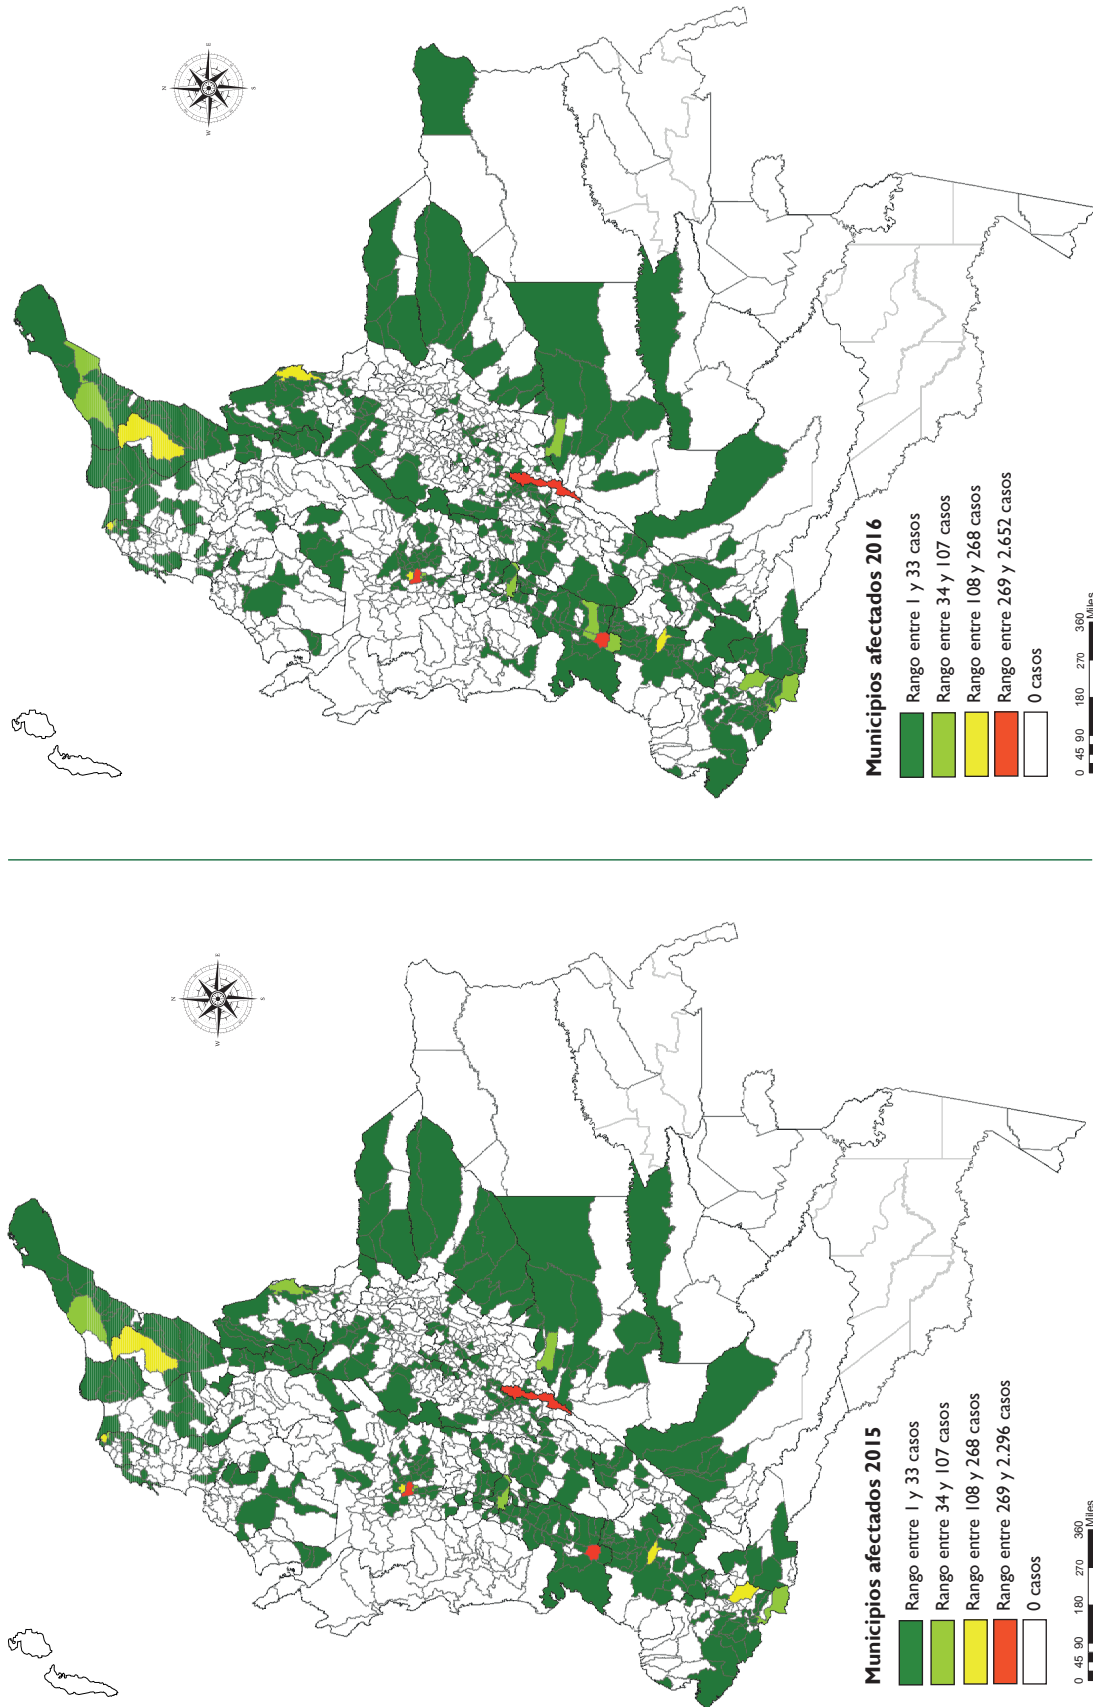 Municipios afectados 2015
Rango entre 1 y 33 casos
Rango entre 34 y 107 casos
Rango entre 108 y 268 casos
Rango entre 269 y 2.296 casos
0 casos
0 45 90 180 270 360
Miles
N
E
S
W
Municipios afectados 2016
Rango entre 1 y 33 casos
Rango entre 34 y 107 casos
Rango entre 108 y 268 casos
Rango entre 269 y 2.652 casos
0 casos
0 45 90 180 270 360
Miles
N
E
S
W